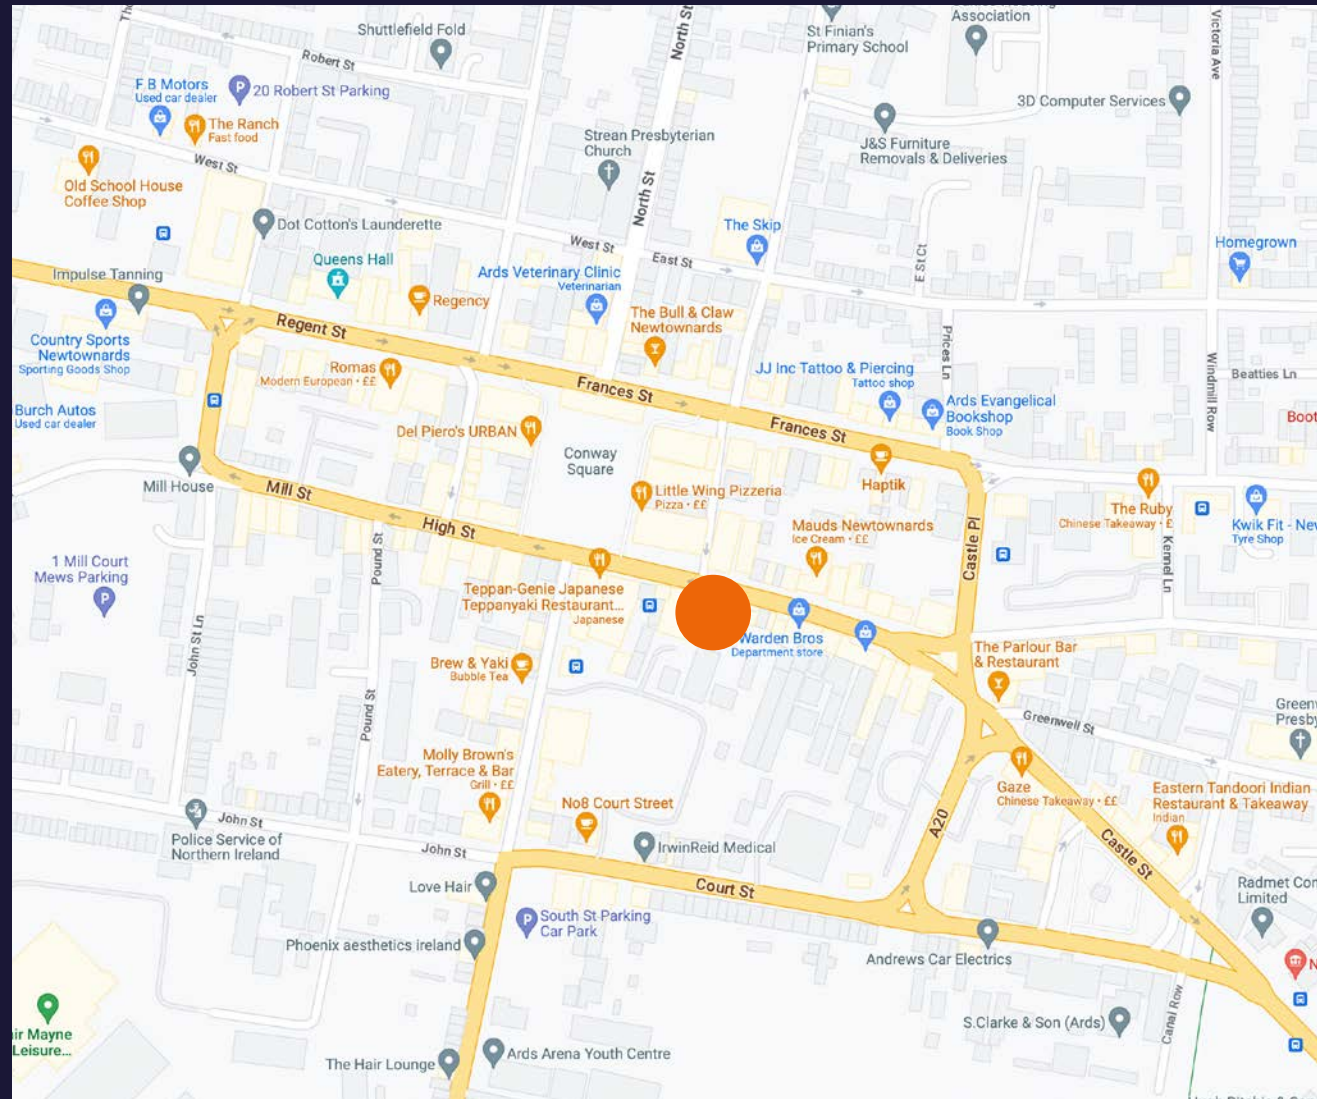 Shuttlefield Fold
North St
St Finian's
Primary School
Association
Victoria Ave
Robert St
F B Motors
Used car dealer
20 Robert St Parking
The Ranch
Fast food
Strean Presbyterian
Church
3D Computer Services
J&S Furniture
Removals & Deliveries
West St
Old School House
Coffee Shop
North St
Dot Cotton's Launderette
The Skip
West St
East St
E St Ct
Homegrown
Queens Hall
Impulse Tanning
Ards Veterinary Clinic
Veterinarian
Regency
The Bull & Claw
Newtownards
Country Sports
Newtownards
Sporting Goods Shop
Regent St
Prices Ln
Windmill Row
Romas
Modern European • ££
JJ Inc Tattoo & Piercing
Tattoo shop
Beatties Ln
Frances St
Burch Autos
Used car dealer
Ards Evangelical
Bookshop
Book Shop
Boot
Del Piero's URBAN
Frances St
Conway
Square
Mill House
Mill St
Little Wing Pizzeria
Pizza • ££
Haptik
The Ruby
Chinese Takeaway • £
Kwik Fit - Nev
Tyre Shop
High St
Mauds Newtownards
Ice Cream • ££
Castle Pl
Kennel Ln
1 Mill Court
Mews Parking
Pound St
Teppan-Genie Japanese
Teppanyaki Restaurant...
Japanese
Warden Bros
Department store
John St Ln
Brew & Yaki
Bubble Tea
The Parlour Bar
& Restaurant
Pound St
Greenwell St
Presby
Molly Brown's
Eatery, Terrace & Bar
Grill • ££
No8 Court Street
Gaze
Chinese Takeaway • ££
Eastern Tandoori Indian
Restaurant & Takeaway
Indian
John St
Police Service of
Northern Ireland
John St
IrwinReid Medical
A20
Castle St
Love Hair
Court St
Radmet Con
Limited
South St Parking
Car Park
Phoenix aesthetics ireland
Andrews Car Electrics
N
ir Mayne
Leisure...
S.Clarke & Son (Ards)
Canal Row
The Hair Lounge
Ards Arena Youth Centre